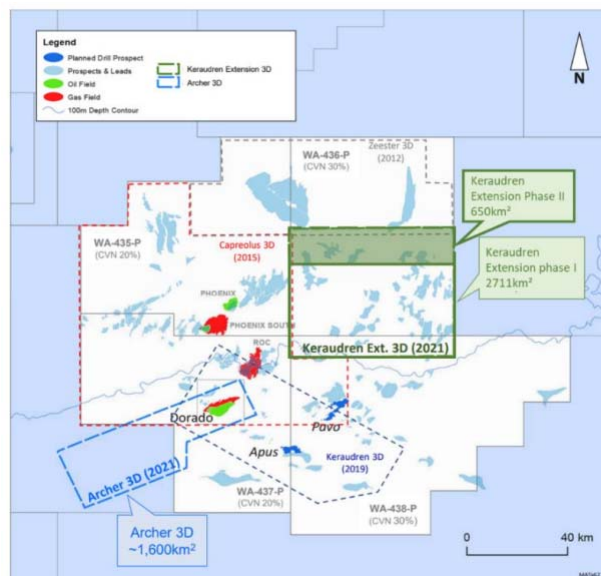 Legend
Planned Drill Prospect
Prospects & Leads
Oil Field
Gas Field
100m Depth Contour
Keraudren Extension 3D
Archer 3D
N
Zeester 3D
(2012)
WA-436-P
(CVN 30%)
Keraudren
Extension Phase II
650km²
WA-435-P
(CVN 20%)
Capreolus 3D
(2015)
Keraudren
Extension phase I
2711km²
PHOENIX
PHOENIX SOUTH
ROC
Keraudren Ext. 3D (2021)
Dorado
Pavo
Apus
Keraudren 3D
(2019)
Archer 3D (2021)
WA-437-P
(CVN 20%)
WA-438-P
(CVN 30%)
Archer 3D
~1,600km²
0
40 km